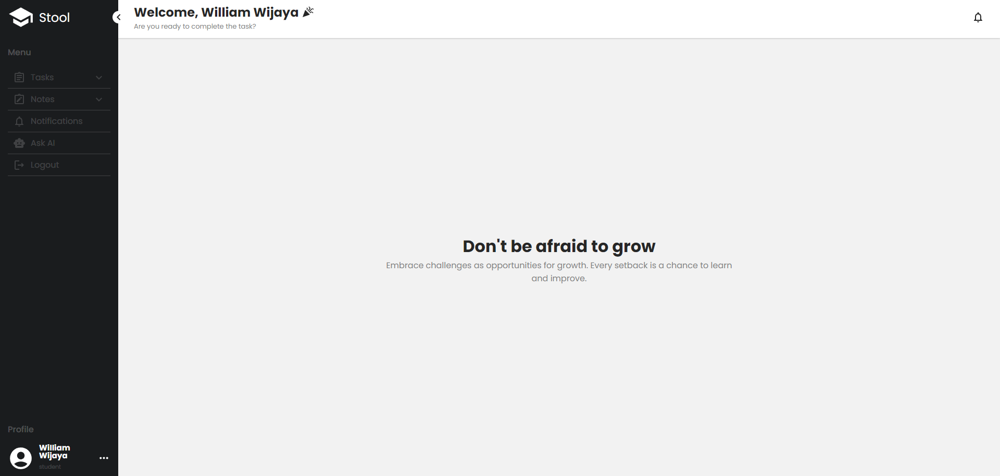 Stool
Menu
Tasks
Notes
Notifications
Ask AI
Logout
Profile
William
Wijaya
student
Welcome, William Wijaya
Are you ready to complete the task?
Don't be afraid to grow
Embrace challenges as opportunities for growth. Every setback is a chance to learn
and improve.